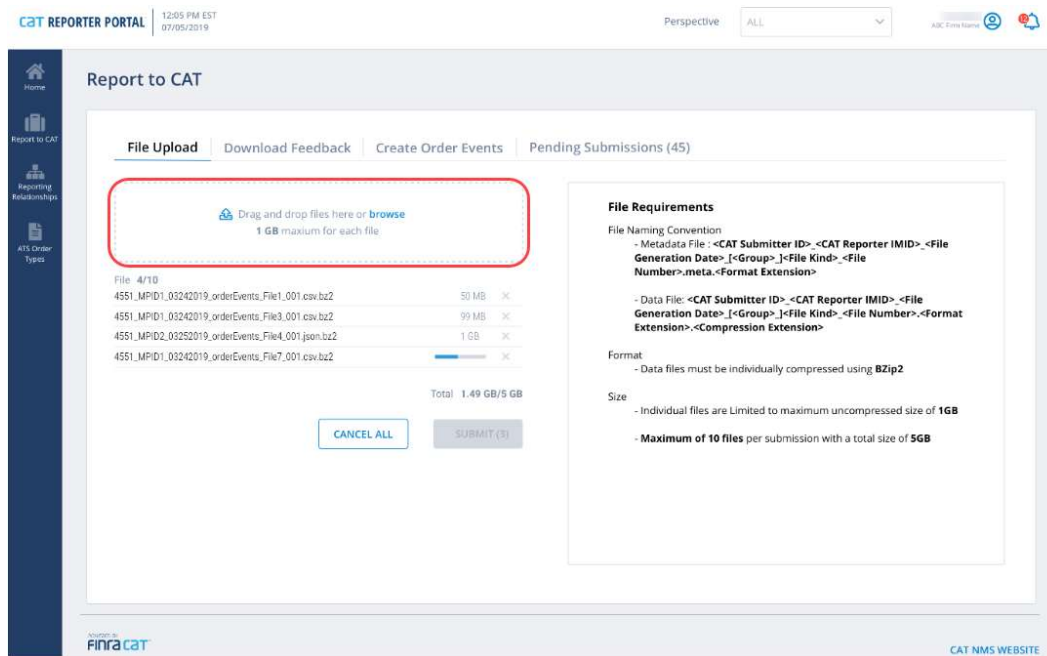 CAT REPORTER PORTAL
12:05 PM EST
07/05/2019
Perspective
ALL
ABC Firms Name
12
Home
Report to CAT
Reporting
Relationships
ATS Order
Types
Report to CAT
File Upload
Download Feedback
Create Order Events
Pending Submissions (45)
Drag and drop files here or browse
1 GB maxium for each file
File 4/10
4551_MPID1_03242019_orderEvents_File1_001.csv.bz2 50 MB
4551_MPID1_03242019_orderEvents_File3_001.csv.bz2 99 MB
4551_MPID2_03252019_orderEvents_File4_001.json.bz2 1 GB
4551_MPID1_03242019_orderEvents_File7_001.csv.bz2
Total 1.49 GB/5 GB
CANCEL ALL
SUBMIT (3)
File Requirements
File Naming Convention
- Metadata File : <CAT Submitter ID>_<CAT Reporter IMID>_<File
Generation Date>_[<Group>_]<File Kind>_<File
Number>.meta.<Format Extension>
- Data File: <CAT Submitter ID>_<CAT Reporter IMID>_<File
Generation Date>_[<Group>_]<File Kind>_<File Number>.<Format
Extension>.<Compression Extension>
Format
- Data files must be individually compressed using BZip2
Size
- Individual files are Limited to maximum uncompressed size of 1GB
- Maximum of 10 files per submission with a total size of 5GB
POWERED BY
FINRA CAT
CAT NMS WEBSITE